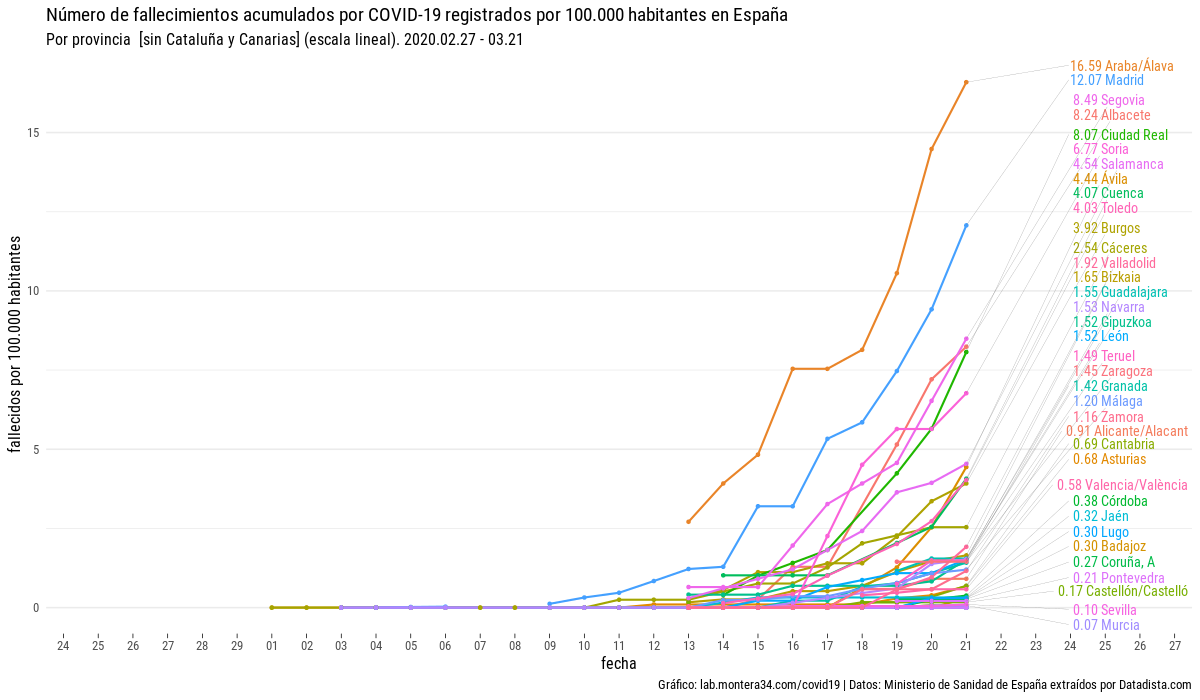 Número de fallecimientos acumulados por COVID-19 registrados por 100.000 habitantes en España
Por provincia [sin Cataluña y Canarias] (escala lineal). 2020.02.27 - 03.21
fallecidos por 100.000 habitantes
15
10
5
0
16.59 Araba/Álava
12.07 Madrid
8.49 Segovia
8.24 Albacete
8.07 Ciudad Real
6.77 Soria
4.54 Salamanca
4.44 Ávila
4.07 Cuenca
4.03 Toledo
3.92 Burgos
2.54 Cáceres
1.92 Valladolid
1.65 Bizkaia
1.55 Guadalajara
1.53 Navarra
1.52 Gipuzkoa
1.52 León
1.49 Teruel
1.45 Zaragoza
1.42 Granada
1.20 Málaga
1.16 Zamora
0.91 Alicante/Alacant
0.69 Cantabria
0.68 Asturias
0.58 Valencia/València
0.38 Córdoba
0.32 Jaén
0.30 Lugo
0.30 Badajoz
0.27 Coruña, A
0.21 Pontevedra
0.17 Castellón/Castelló
0.10 Sevilla
0.07 Murcia
24 25 26 27 28 29 01 02 03 04 05 06 07 08 09 10 11 12 13 14 15 16 17 18 19 20 21 22 23 24 25 26 27
fecha
Gráfico: lab.montera34.com/covid19 | Datos: Ministerio de Sanidad de España extraídos por Datadista.com